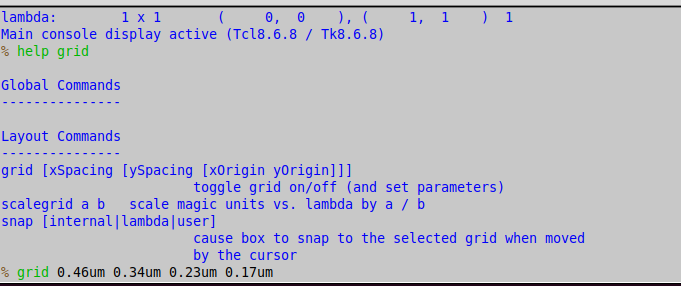 lambda: 1 x 1 ( 0, 0 ), ( 1, 1 ) 1
Main console display active (Tcl8.6.8 / Tk8.6.8)
% help grid
Global Commands
---------------
Layout Commands
---------------
grid [xSpacing [ySpacing [xOrigin yOrigin]]]
toggle grid on/off (and set parameters)
scalegrid a b scale magic units vs. lambda by a / b
snap [internal|lambda|user]
cause box to snap to the selected grid when moved
by the cursor
% grid 0.46um 0.34um 0.23um 0.17um